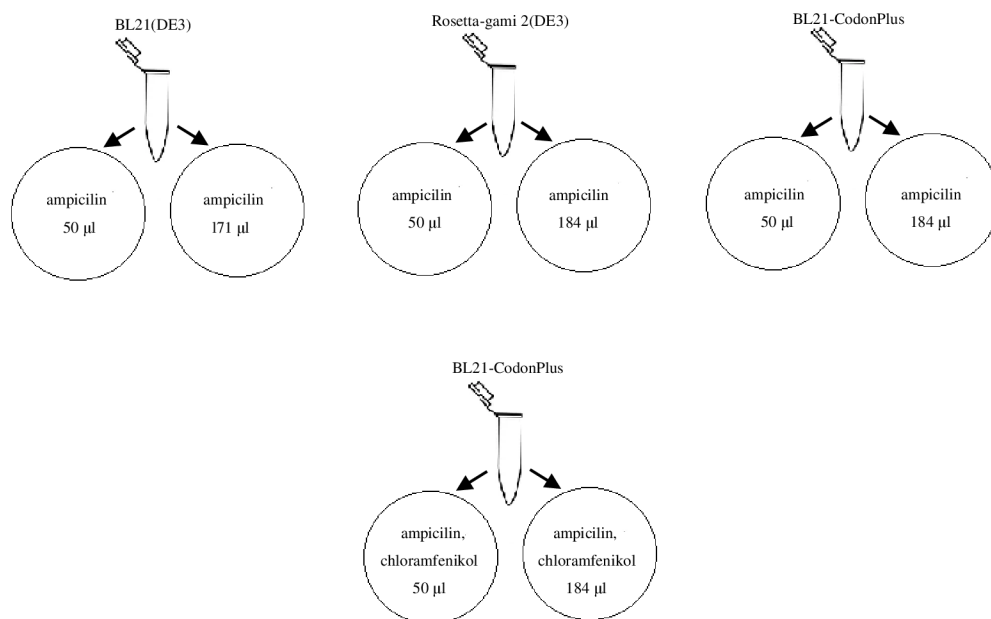 BL21(DE3)
Rosetta-gami 2(DE3)
BL21-CodonPlus
ampicilin
50 µl
ampicilin
171 µl
ampicilin
50 µl
ampicilin
184 µl
ampicilin
50 µl
ampicilin
184 µl
BL21-CodonPlus
ampicilin,
chloramfenikol
50 µl
ampicilin,
chloramfenikol
184 µl